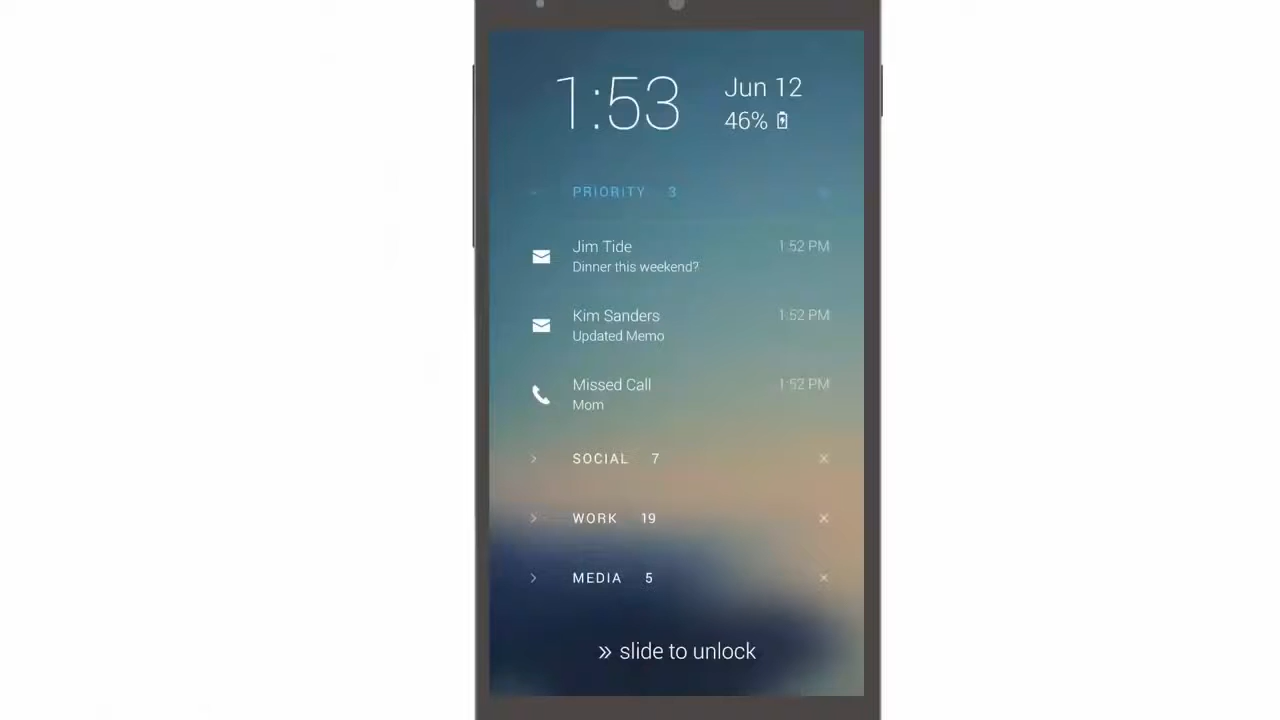 1:53
Jun 12
46%
PRIORITY 3
Jim Tide 1:52 PM
Dinner this weekend?
Kim Sanders 1:52 PM
Updated Memo
Missed Call 1:52 PM
Mom
SOCIAL 7
WORK 19
MEDIA 5
» slide to unlock